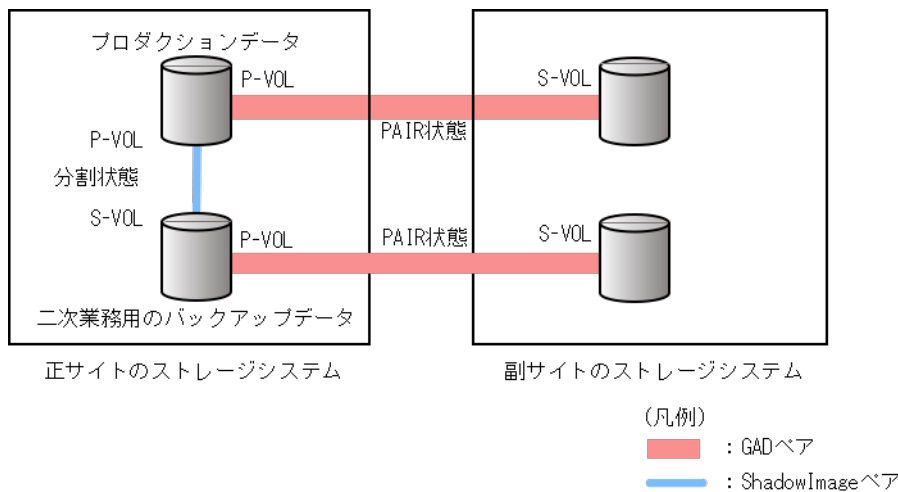 プロダクションデータ
P-VOL
S-VOL
PAIR状態
P-VOL
分割状態
S-VOL
P-VOL
PAIR状態
S-VOL
二次業務用のバックアップデータ
正サイトのストレージシステム
副サイトのストレージシステム
(凡例)
：GADペア
：ShadowImageペア